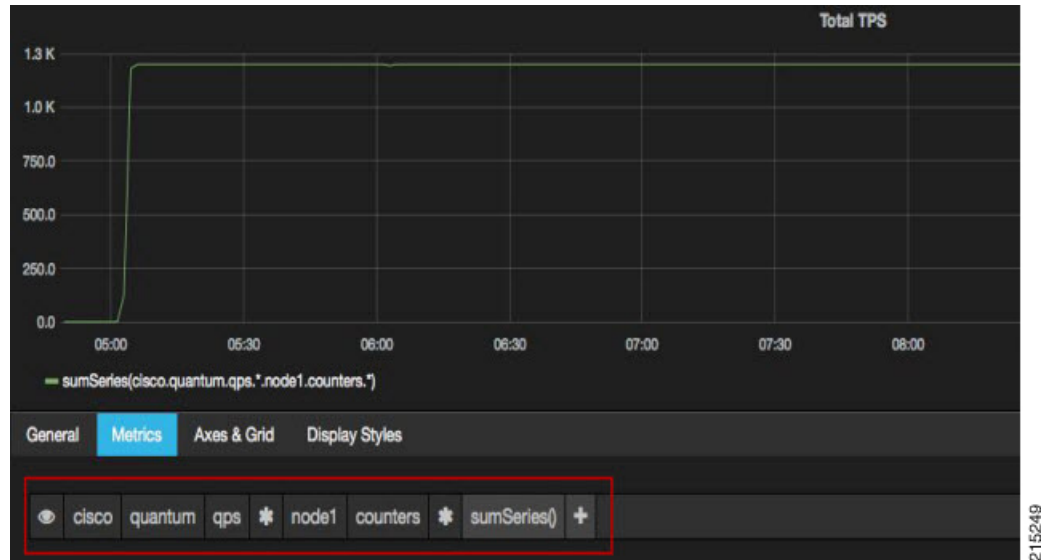 Total TPS
1.3 K
1.0 K
750.0
500.0
250.0
0.0
05:00 05:30 06:00 06:30 07:00 07:30 08:00
sumSeries(cisco.quantum.qps.*.node1.counters.*)
General Metrics Axes & Grid Display Styles
cisco quantum qps * node1 counters * sumSeries() +
215249